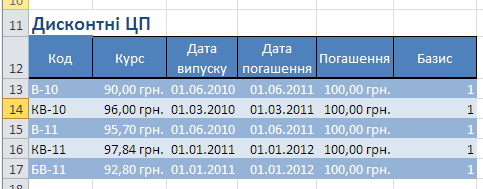 10
11 Дисконтні ЦП
12 Код Курс Дата випуску Дата погашення Погашення Базис
13 В-10 90,00 грн. 01.06.2010 01.06.2011 100,00 грн. 1
14 КВ-10 96,00 грн. 01.03.2010 01.03.2011 100,00 грн. 1
15 В-11 95,70 грн. 01.06.2010 01.06.2011 100,00 грн. 1
16 КВ-11 97,84 грн. 01.01.2011 01.01.2012 100,00 грн. 1
17 БВ-11 92,80 грн. 01.01.2011 01.01.2012 100,00 грн. 1